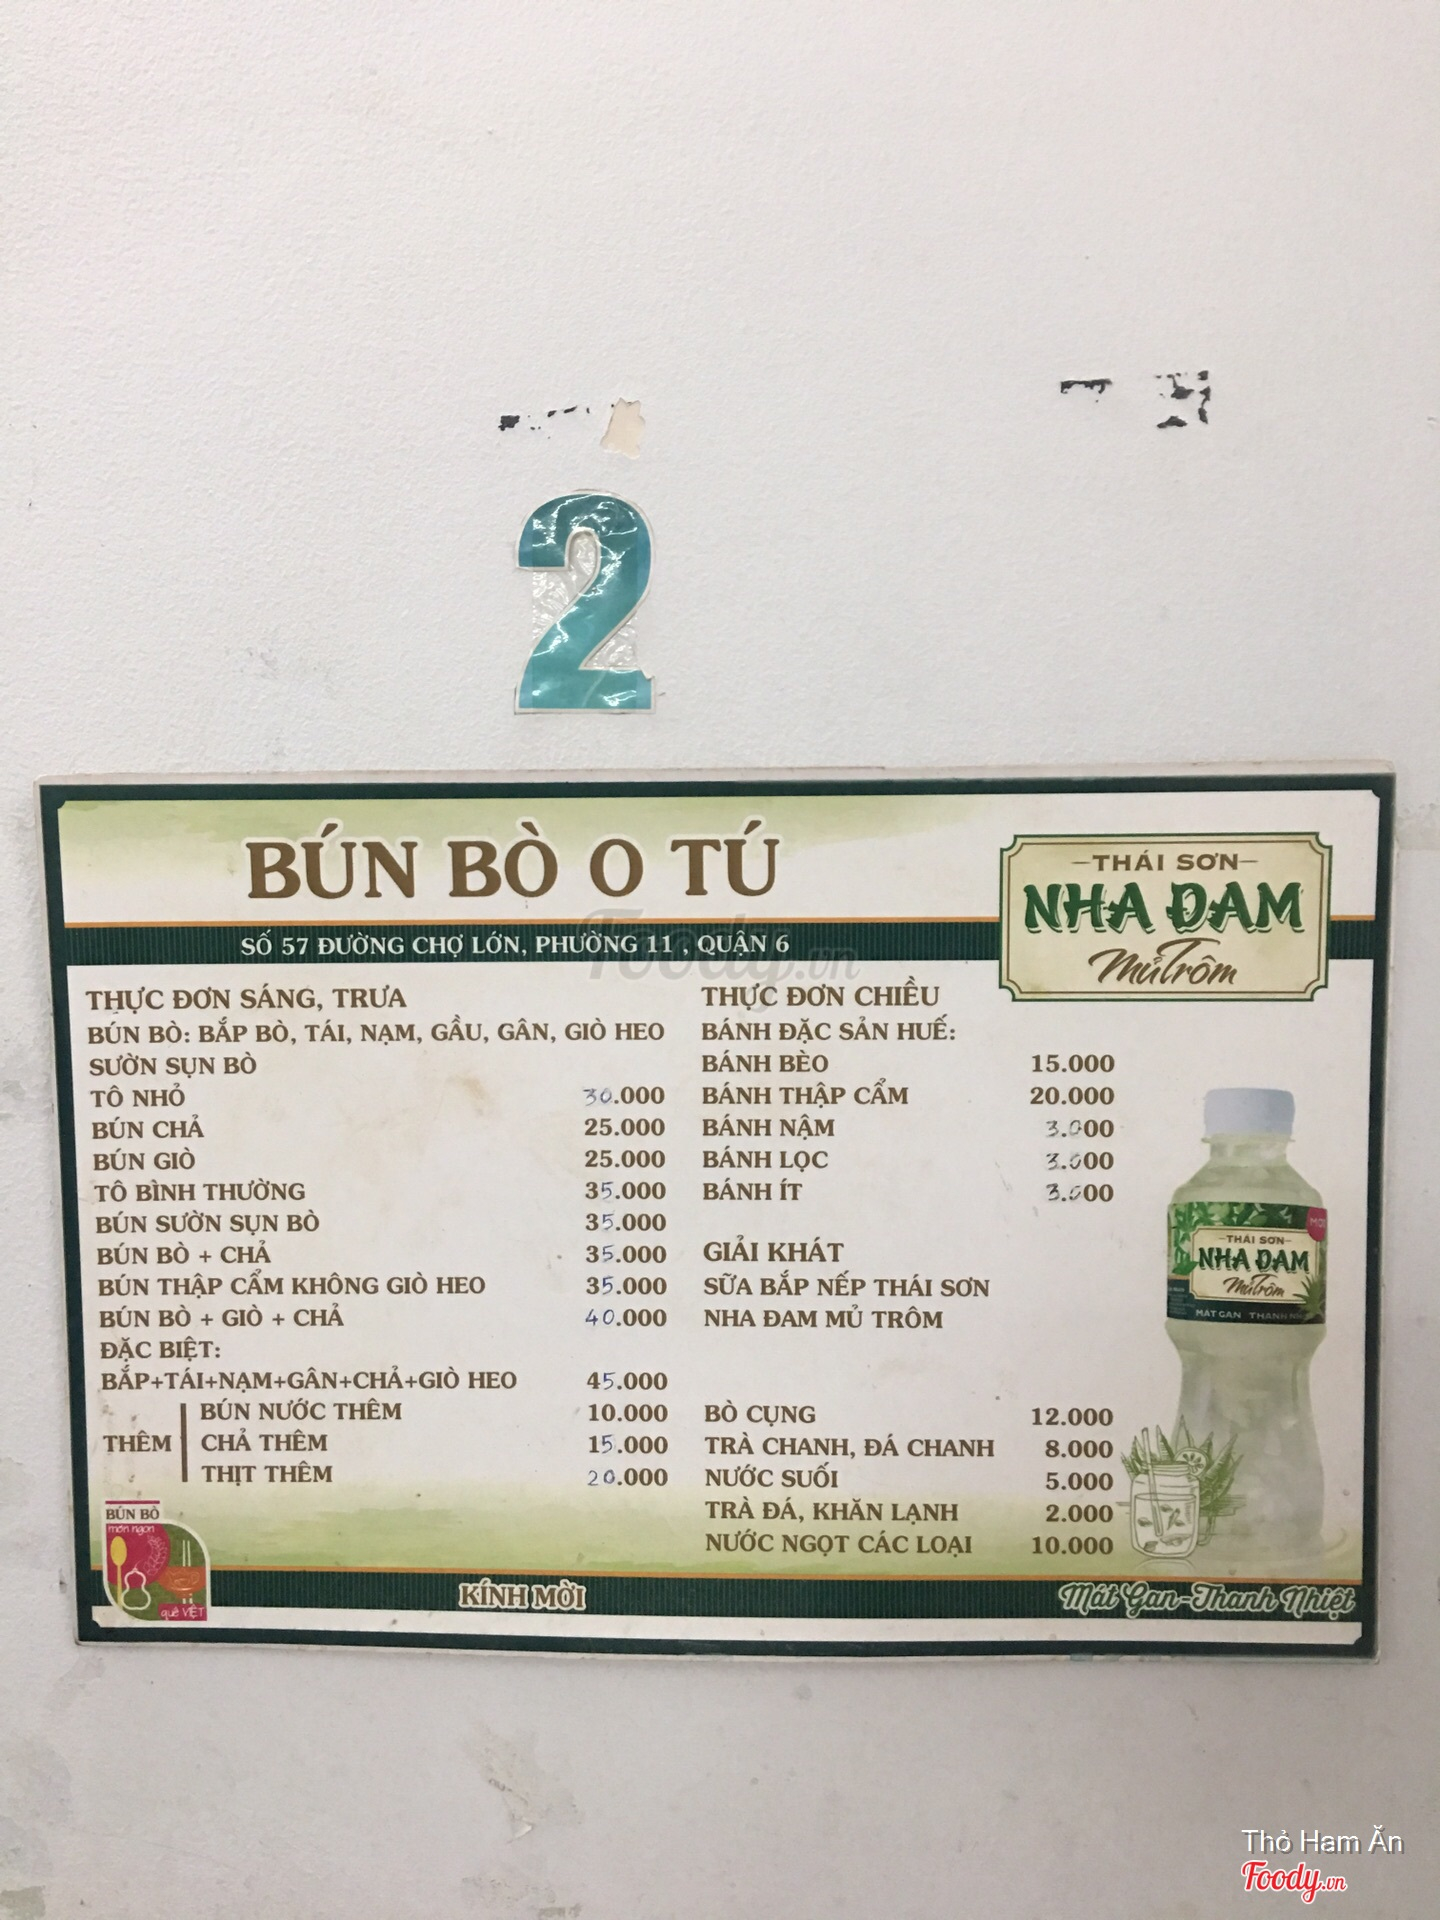 2
BÚN BÒ O TÚ
SỐ 57 ĐƯỜNG CHỢ LỚN, PHƯỜNG 11 , QUẬN 6
THÁI SƠN
NHA ĐAM
Mủ Trôm
Foody.vn
THỰC ĐƠN SÁNG, TRƯA
BÚN BÒ: BẮP BÒ, TÁI, NẠM, GẦU, GÂN, GIÒ HEO
SƯỜN SỤN BÒ
TÔ NHỎ 30.000
BÚN CHẢ 25.000
BÚN GIÒ 25.000
TÔ BÌNH THƯỜNG 35.000
BÚN SƯỜN SỤN BÒ 35.000
BÚN BÒ + CHẢ 35.000
BÚN THẬP CẨM KHÔNG GIÒ HEO 35.000
BÚN BÒ + GIÒ + CHẢ 40.000
ĐẶC BIỆT:
BẮP+TÁI+NẠM+GÂN+CHẢ+GIÒ HEO 45.000
THÊM
BÚN NƯỚC THÊM 10.000
CHẢ THÊM 15.000
THỊT THÊM 20.000
THỰC ĐƠN CHIỀU
BÁNH ĐẶC SẢN HUẾ:
BÁNH BÈO 15.000
BÁNH THẬP CẨM 20.000
BÁNH NẬM 3.000
BÁNH LỌC 3.000
BÁNH ÍT 3.000
GIẢI KHÁT
SỮA BẮP NẾP THÁI SƠN
NHA ĐAM MỦ TRÔM
BÒ CỤNG 12.000
TRÀ CHANH, ĐÁ CHANH 8.000
NƯỚC SUỐI 5.000
TRÀ ĐÁ, KHĂN LẠNH 2.000
NƯỚC NGỌT CÁC LOẠI 10.000
THÁI SƠN
NHA ĐAM
Mủ Trôm
MÁT GAN
BÚN BÒ
món ngon
quê VIỆT
KÍNH MỜI
Mát Gan-Thanh Nhiệt
Thỏ Ham Ăn
Foody.vn